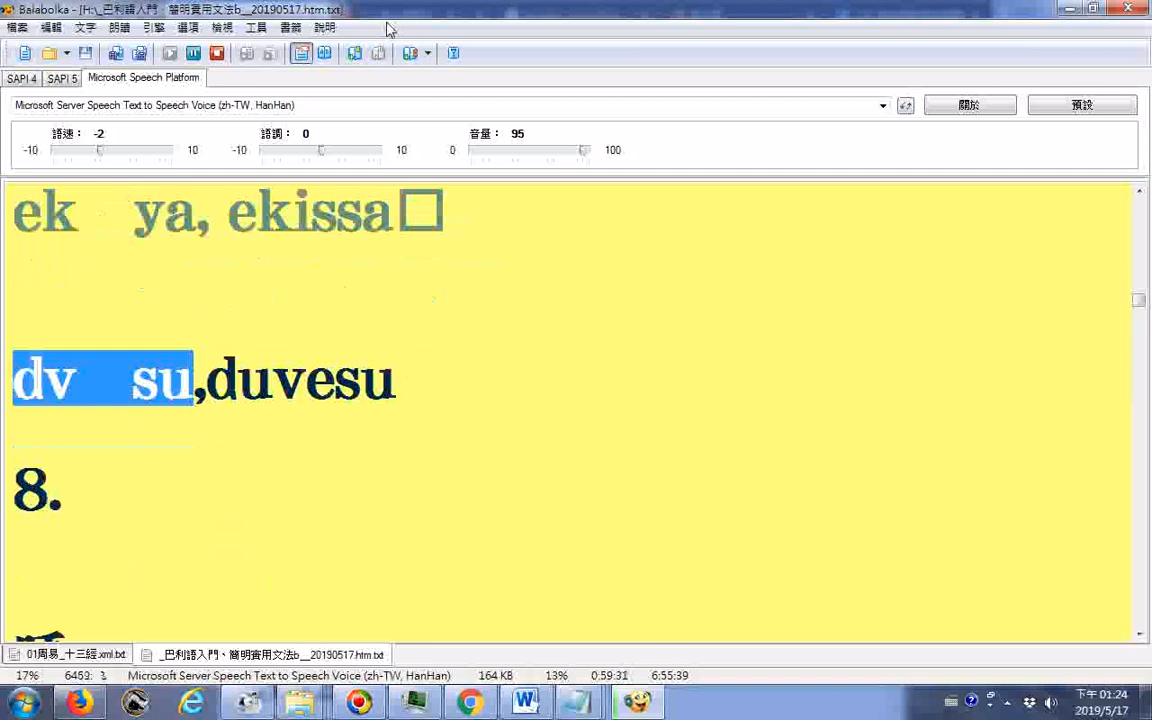 Balabolka - [H:\_巴利語入門、簡明實用文法b__20190517.htm.txt]
檔案 編輯 文字 朗讀 引擎 選項 檢視 工具 書籤 說明
SAPI 4 SAPI 5 Microsoft Speech Platform
Microsoft Server Speech Text to Speech Voice (zh-TW, HanHan) 關於 預設
語速： -2 語調： 0 音量： 95
-10 10 -10 10 0 100
ek ya, ekissa□
dv su,duvesu
8.
01周易_十三經.xml.txt _巴利語入門、簡明實用文法b__20190517.htm.txt
17% Microsoft Server Speech Text to Speech Voice (zh-TW, HanHan) 164 KB 13% 0:59:31 6:55:39
下午 01:24
2019/5/17